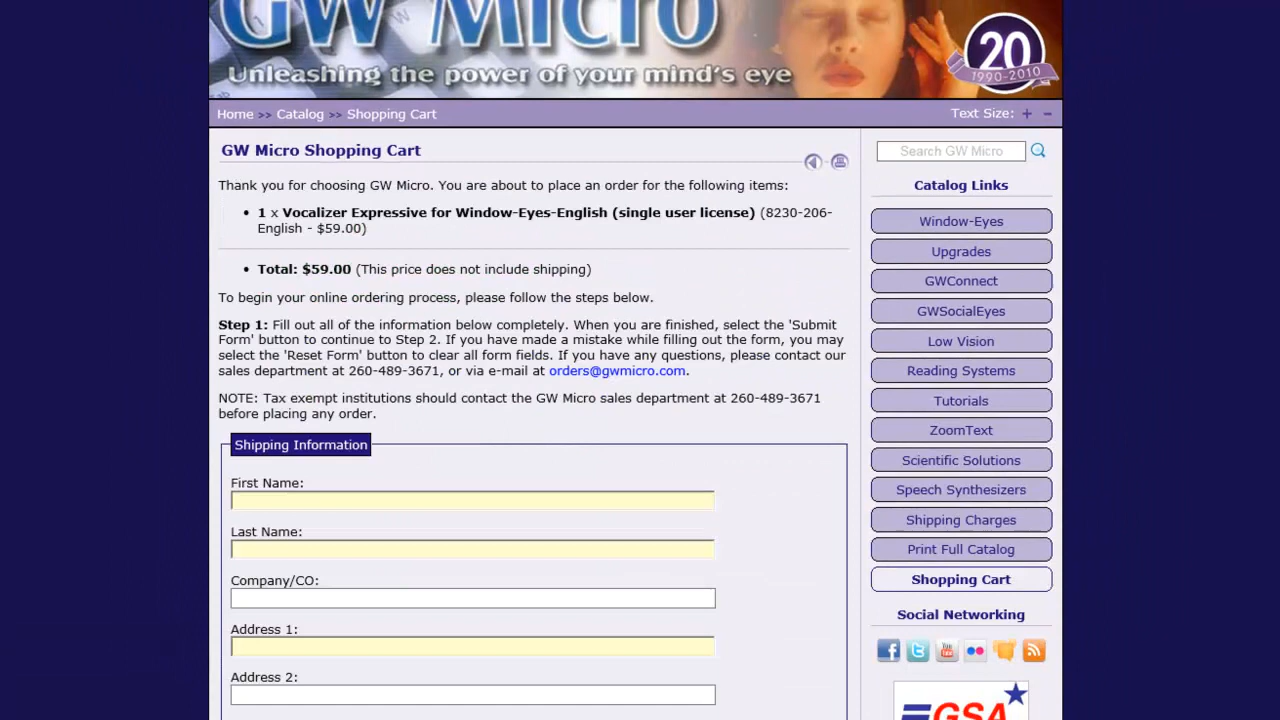 GW Micro
Unleashing the power of your mind's eye
20
1990-2010
Home >> Catalog >> Shopping Cart
Text Size: + -
GW Micro Shopping Cart
Thank you for choosing GW Micro. You are about to place an order for the following items:
• 1 x Vocalizer Expressive for Window-Eyes-English (single user license) (8230-206-
English - $59.00)
• Total: $59.00 (This price does not include shipping)
To begin your online ordering process, please follow the steps below.
Step 1: Fill out all of the information below completely. When you are finished, select the 'Submit
Form' button to continue to Step 2. If you have made a mistake while filling out the form, you may
select the 'Reset Form' button to clear all form fields. If you have any questions, please contact our
sales department at 260-489-3671, or via e-mail at orders@gwmicro.com.
NOTE: Tax exempt institutions should contact the GW Micro sales department at 260-489-3671
before placing any order.
Shipping Information
First Name:
Last Name:
Company/CO:
Address 1:
Address 2:
Search GW Micro
Catalog Links
Window-Eyes
Upgrades
GWConnect
GWSocialEyes
Low Vision
Reading Systems
Tutorials
ZoomText
Scientific Solutions
Speech Synthesizers
Shipping Charges
Print Full Catalog
Shopping Cart
Social Networking
GSA